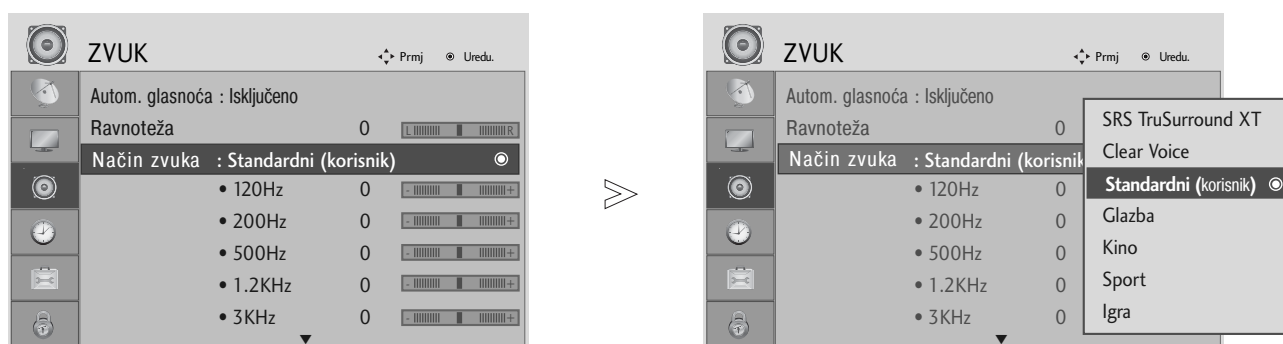 ZVUK
Prmj Uredu.
Autom. glasnoća : Isključeno
Ravnoteža 0 L R
Način zvuka : Standardni (korisnik)
• 120Hz 0 - +
• 200Hz 0 - +
• 500Hz 0 - +
• 1.2KHz 0 - +
• 3KHz 0 - +
ZVUK
Prmj Uredu.
Autom. glasnoća : Isključeno
Ravnoteža 0
Način zvuka : Standardni (korisnik
• 120Hz 0
• 200Hz 0
• 500Hz 0
• 1.2KHz 0
• 3KHz 0
SRS TruSurround XT
Clear Voice
Standardni (korisnik)
Glazba
Kino
Sport
Igra